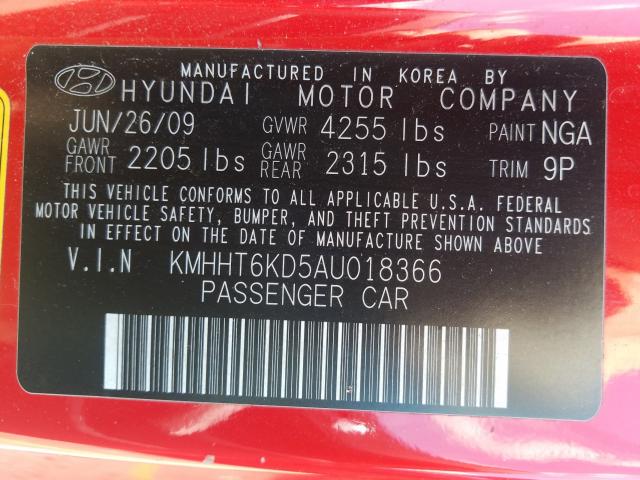 MANUFACTURED IN KOREA BY
HYUNDAI MOTOR COMPANY
JUN/26/09 GVWR 4255 lbs PAINT NGA
GAWR FRONT 2205 lbs GAWR REAR 2315 lbs TRIM 9P
THIS VEHICLE CONFORMS TO ALL APPLICABLE U.S.A. FEDERAL
MOTOR VEHICLE SAFETY, BUMPER, AND THEFT PREVENTION STANDARDS
IN EFFECT ON THE DATE OF MANUFACTURE SHOWN ABOVE
V.I.N KMHHT6KD5AU018366
PASSENGER CAR